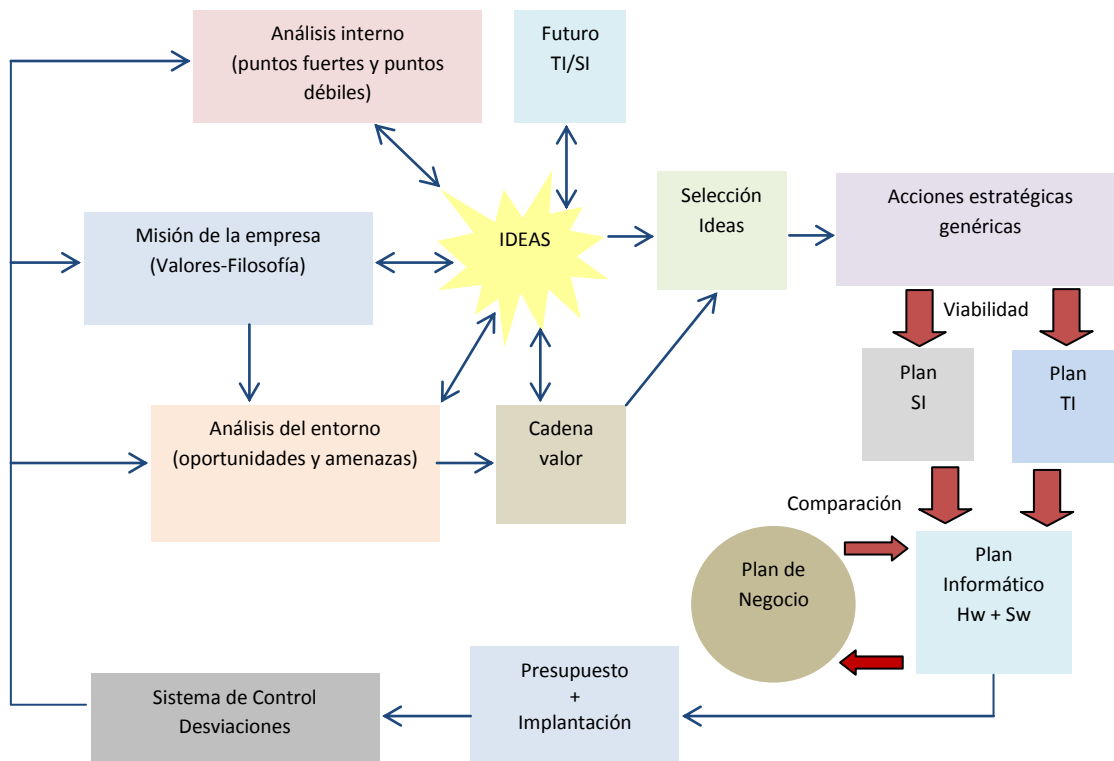 Análisis interno
(puntos fuertes y puntos
débiles)
Futuro
TI/SI
Misión de la empresa
(Valores-Filosofía)
IDEAS
Selección
Ideas
Acciones estratégicas
genéricas
Viabilidad
Plan
SI
Plan
TI
Análisis del entorno
(oportunidades y amenazas)
Cadena
valor
Comparación
Plan de
Negocio
Plan
Informático
Hw + Sw
Presupuesto
+
Implantación
Sistema de Control
Desviaciones